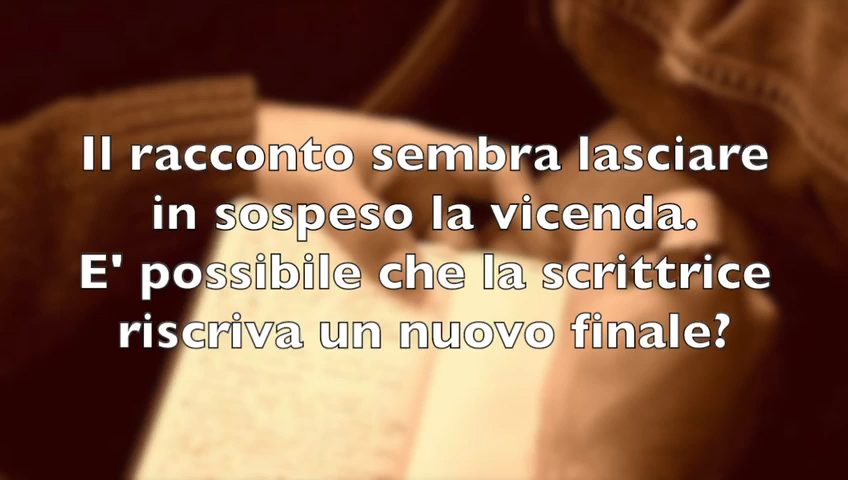 Il racconto sembra lasciare
in sospeso la vicenda.
E' possibile che la scrittrice
riscriva un nuovo finale?